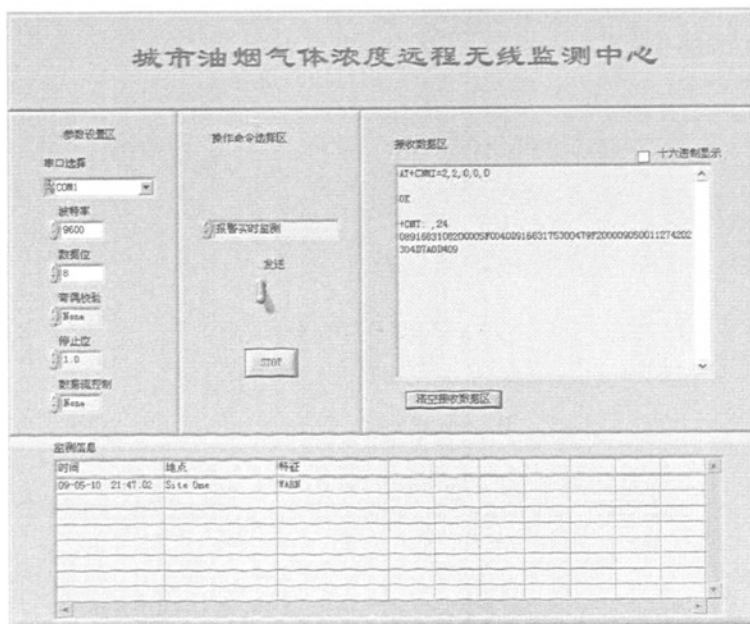 城市油烟气体浓度远程无线监测中心
参数设置区
串口选择
COM1
波特率
9600
数据位
8
奇偶校验
None
停止位
1.0
数据流控制
None
操作命令选择区
报警实时监测
发送
STOP
接收数据区
十六进制显示
AT+CNMI=2,2,0,0,0
OK
+CMT: ,24
清空接收数据区
监测信息
时间 地点 特征
09-05-10 21:47.02 Site One WARN